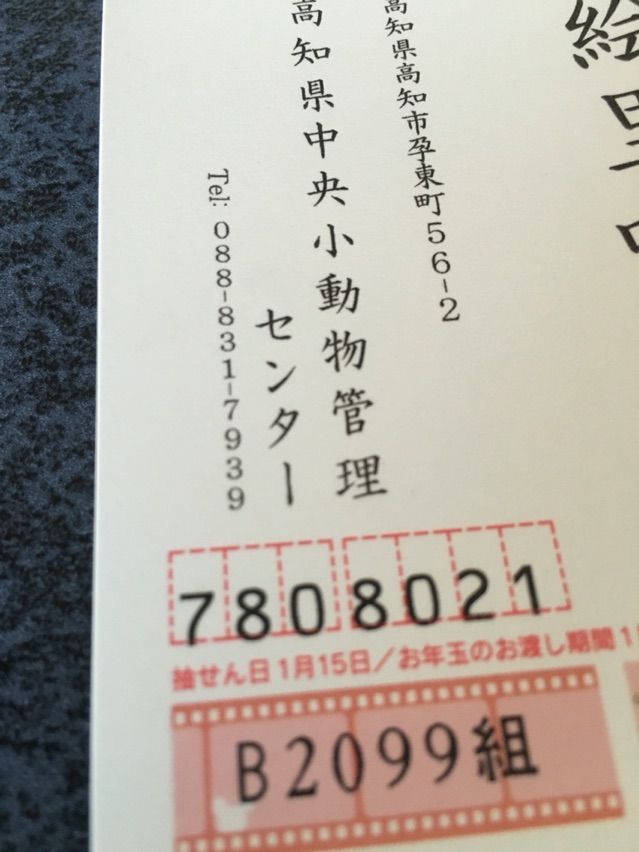 高知県高知市孕東町56-2
高知県中央小動物管理
センター
Tel: 088-831-7939
7808021
抽せん日1月15日／お年玉のお渡し期間 1
B2099組